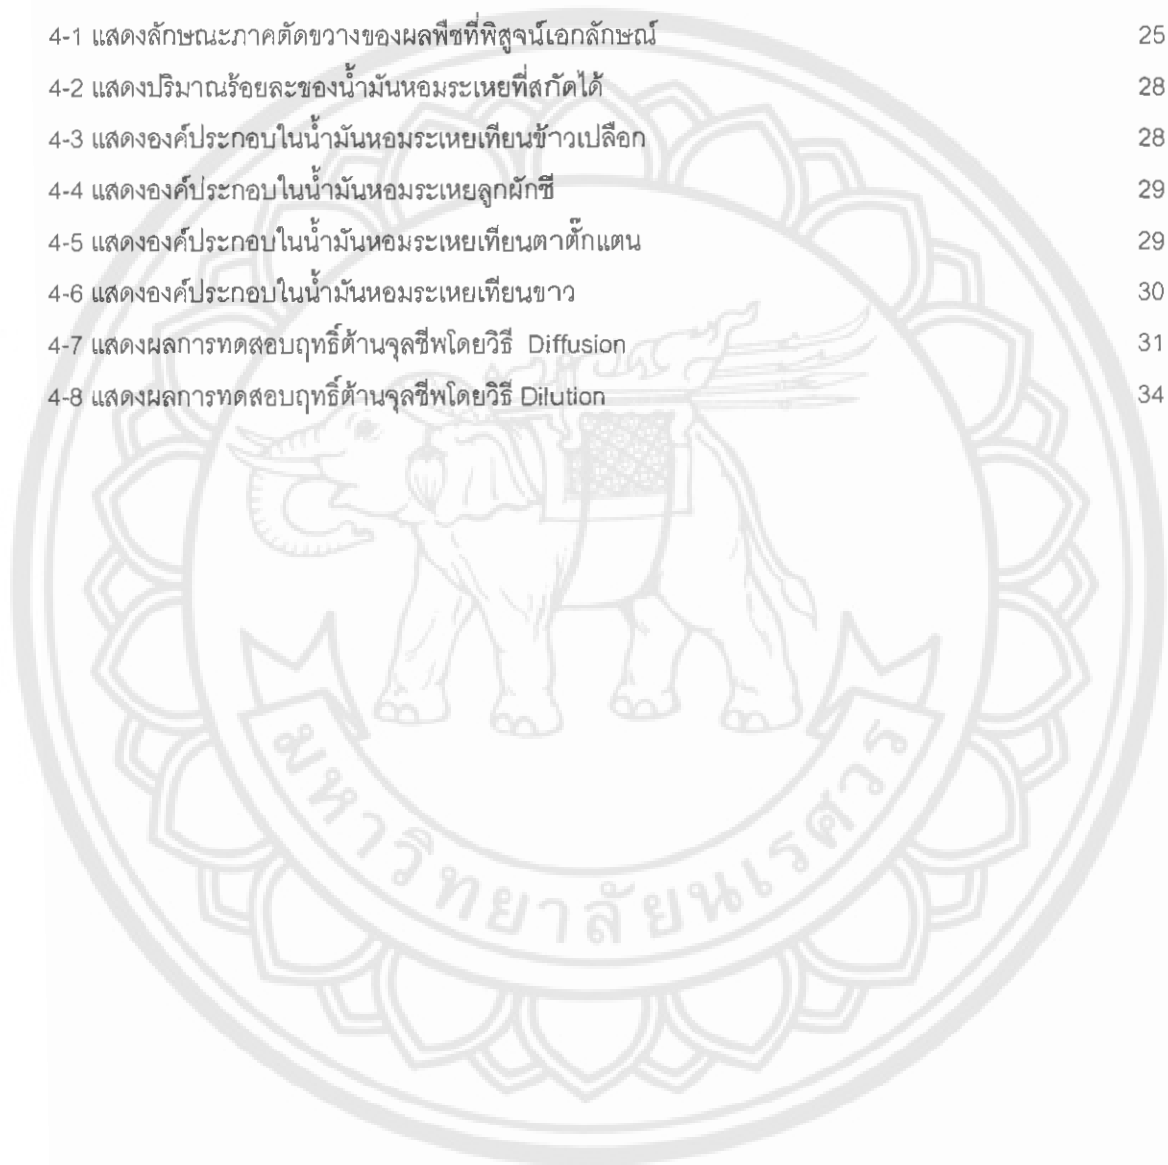 4-1 แสดงลักษณะภาคตัดขวางของผลพืชที่พิสูจน์เอกลักษณ์ 25
4-2 แสดงปริมาณร้อยละของน้ำมันหอมระเหยที่สกัดได้ 28
4-3 แสดงองค์ประกอบในน้ำมันหอมระเหยเทียนข้าวเปลือก 28
4-4 แสดงองค์ประกอบในน้ำมันหอมระเหยลูกผักชี 29
4-5 แสดงองค์ประกอบในน้ำมันหอมระเหยเทียนตาตั๊กแตน 29
4-6 แสดงองค์ประกอบในน้ำมันหอมระเหยเทียนขาว 30
4-7 แสดงผลการทดสอบฤทธิ์ต้านจุลชีพโดยวิธี Diffusion 31
4-8 แสดงผลการทดสอบฤทธิ์ต้านจุลชีพโดยวิธี Dilution 34
มหาวิทยาลัยนเรศวร